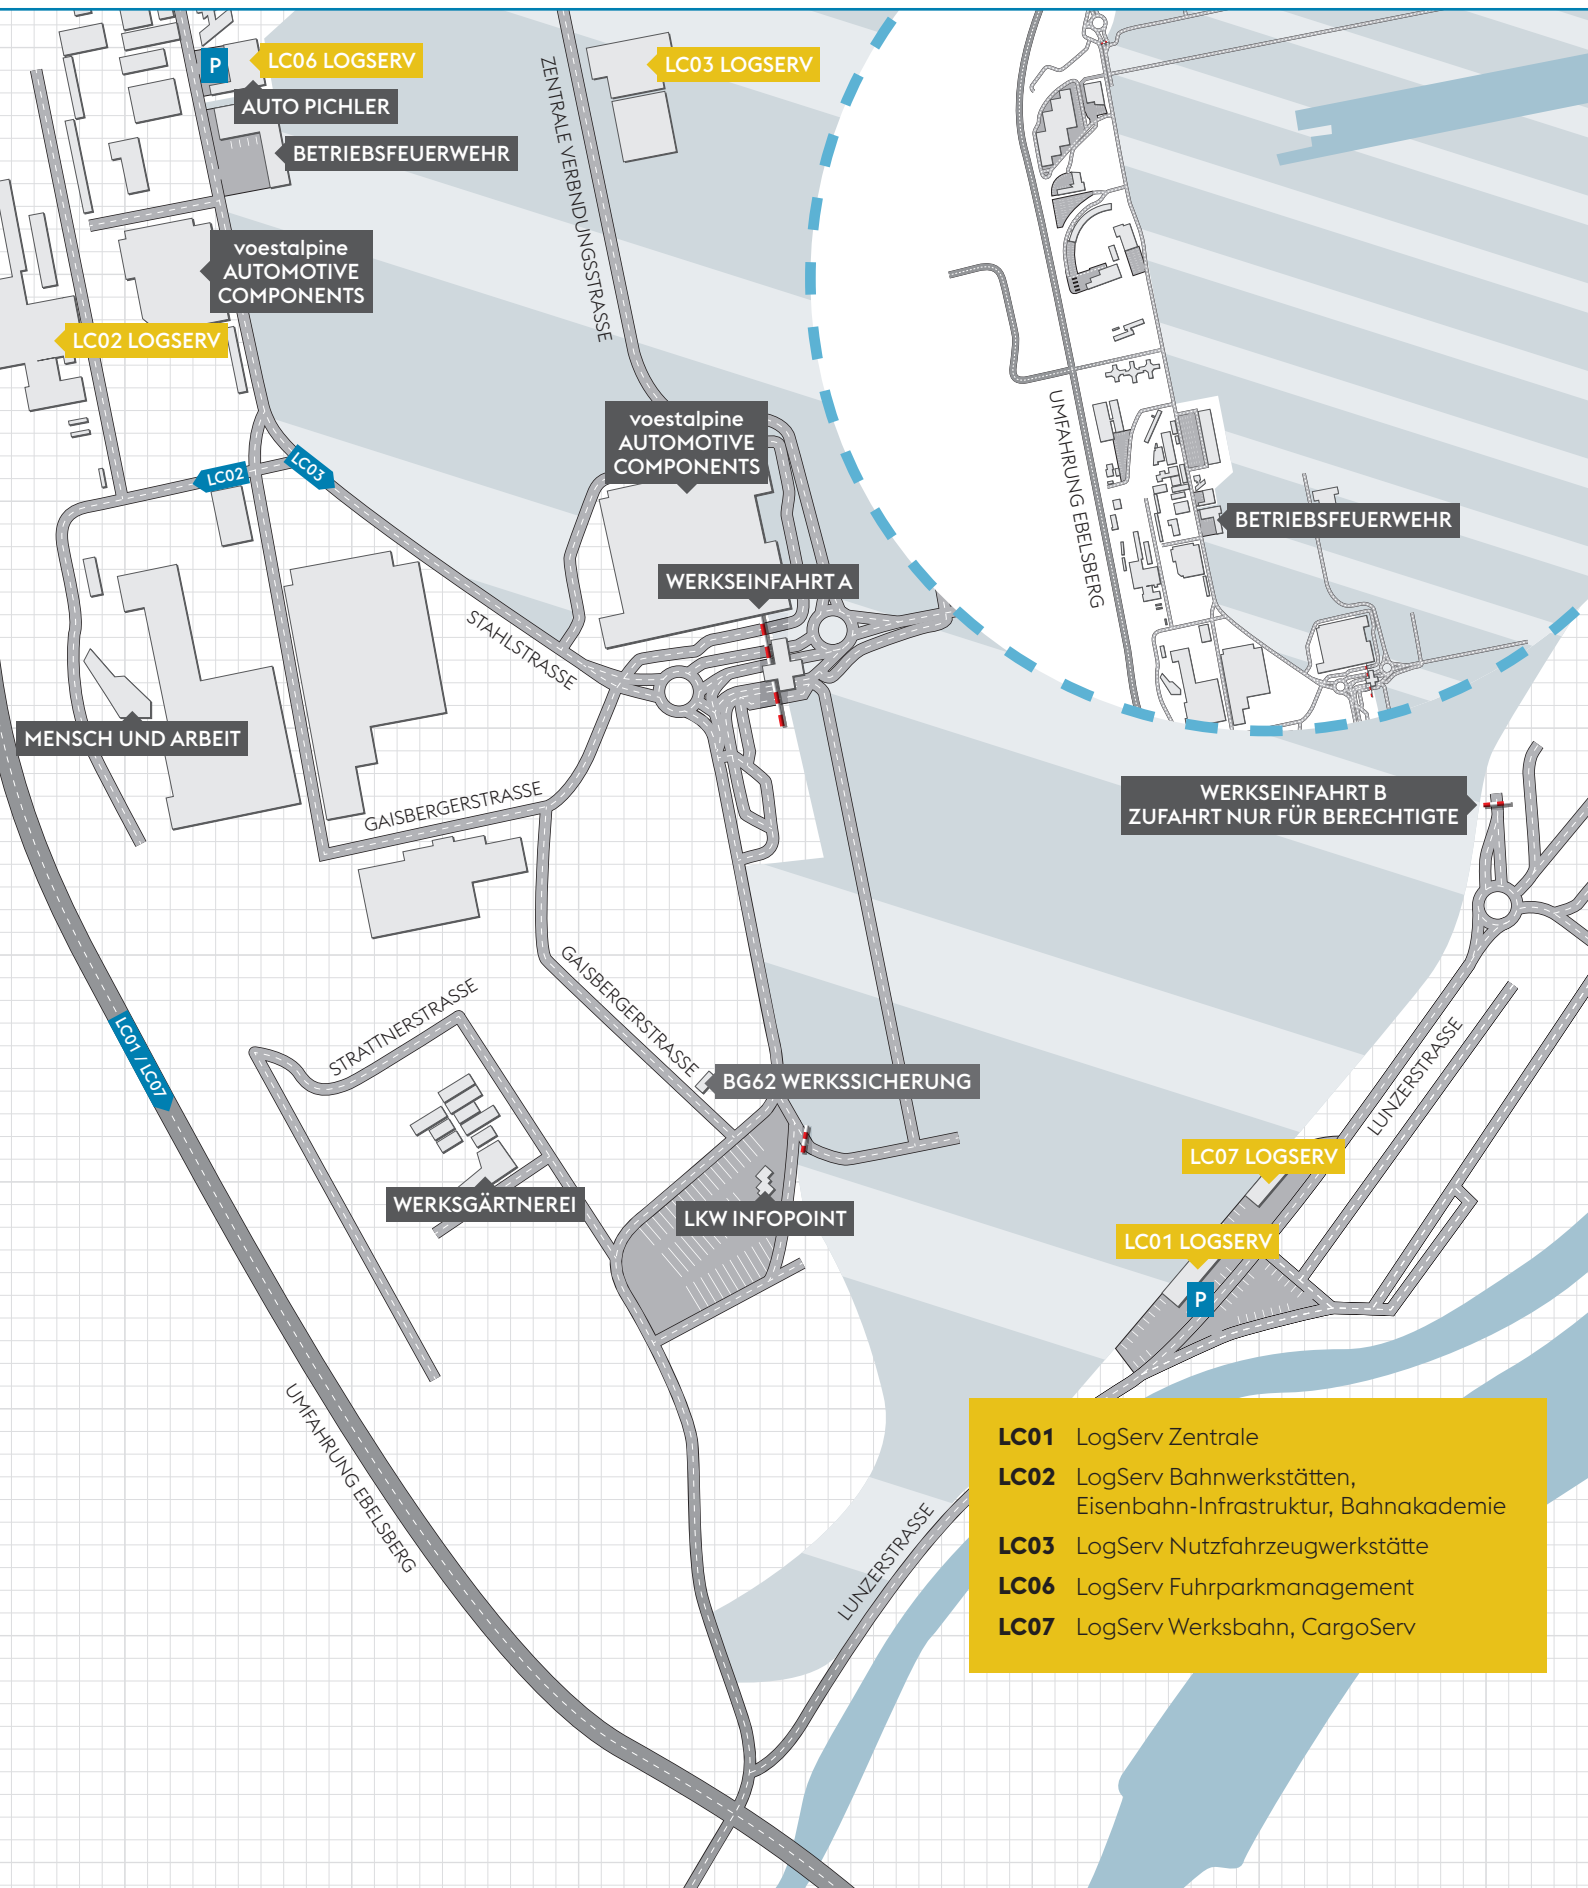 P
LC06 LOGSERV
LC03 LOGSERV
AUTO PICHLER
BETRIEBSFEUERWEHR
ZENTRALE VERBNDUNGSSTRASSE
voestalpine
AUTOMOTIVE
COMPONENTS
LC02 LOGSERV
voestalpine
AUTOMOTIVE
COMPONENTS
LC02
LC03
UMFAHRUNG EBELSBERG
BETRIEBSFEUERWEHR
WERKSEINFAHRT A
STAHLSTRASSE
MENSCH UND ARBEIT
GAISBERGERSTRASSE
WERKSEINFAHRT B
ZUFAHRT NUR FÜR BERECHTIGTE
GAISBERGERSTRASSE
STRATTNERSTRASSE
LC01 / LC07
BG62 WERKSSICHERUNG
LUNZERSTRASSE
LC07 LOGSERV
WERKSGÄRTNEREI
LKW INFOPOINT
LC01 LOGSERV
P
UMFAHRUNG EBELSBERG
LUNZERSTRASSE
LC01 LogServ Zentrale
LC02 LogServ Bahnwerkstätten,
Eisenbahn-Infrastruktur, Bahnakademie
LC03 LogServ Nutzfahrzeugwerkstätte
LC06 LogServ Fuhrparkmanagement
LC07 LogServ Werksbahn, CargoServ